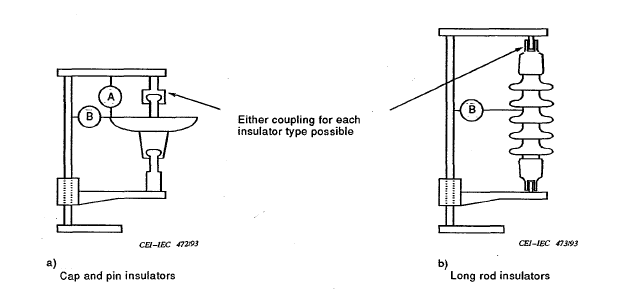 A
B
B
Either coupling for each
insulator type possible
CEI–IEC 472/93
CEI–IEC 473/93
a)
Cap and pin insulators
b)
Long rod insulators